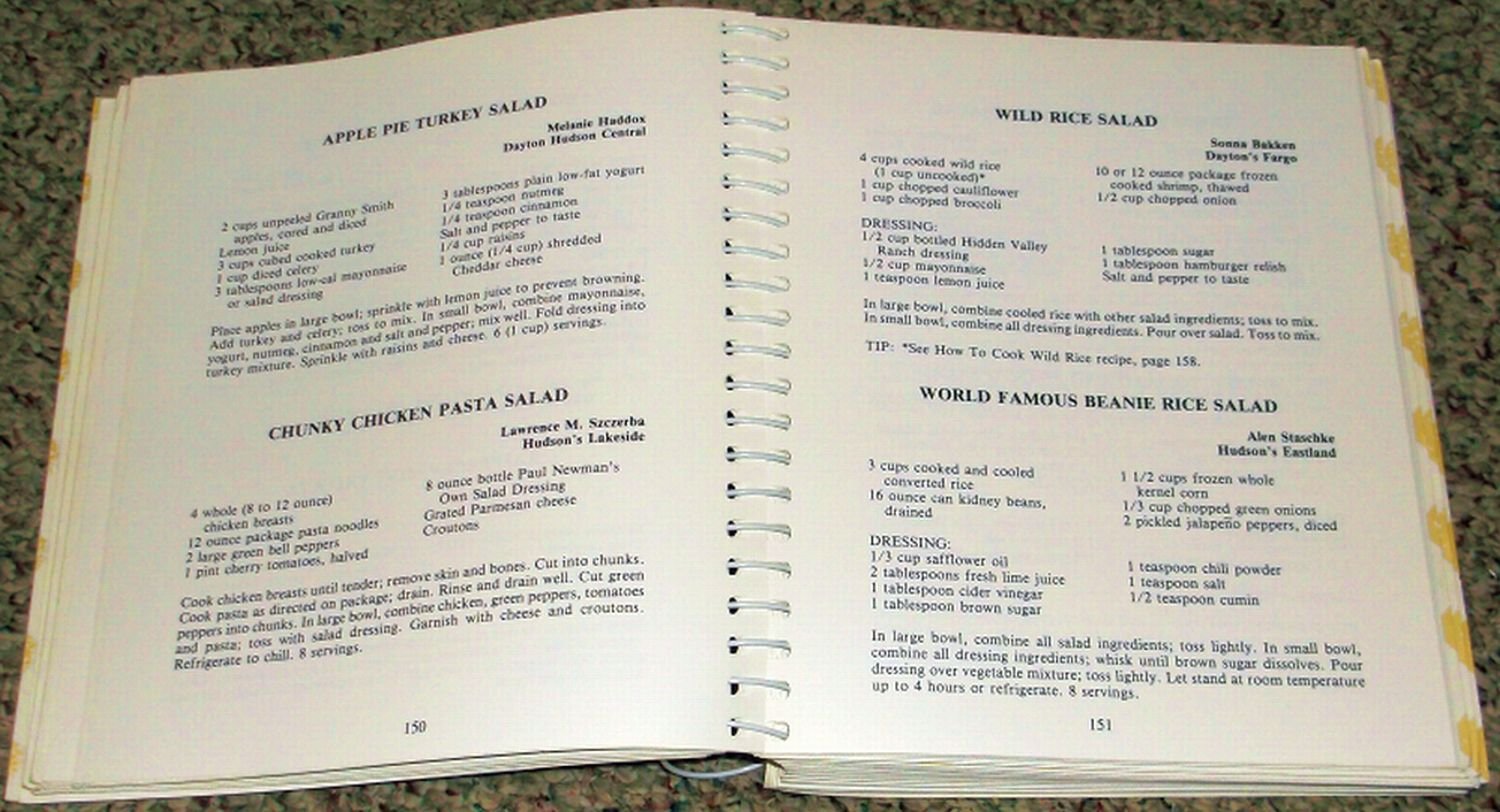 APPLE PIE TURKEY SALAD
Melanie Haddox
Dayton Hudson Central
2 cups unpeeled Granny Smith
apples, cored and diced
Lemon juice
3 cups cubed cooked turkey
1 cup diced celery
3 tablespoons low-cal mayonnaise
or salad dressing
3 tablespoons plain low-fat yogurt
1/4 teaspoon nutmeg
1/4 teaspoon cinnamon
Salt and pepper to taste
1/4 cup raisins
1 ounce (1/4 cup) shredded
Cheddar cheese
Place apples in large bowl; sprinkle with lemon juice to prevent browning.
Add turkey and celery; toss to mix. In small bowl, combine mayonnaise,
yogurt, nutmeg, cinnamon and salt and pepper; mix well. Fold dressing into
turkey mixture. Sprinkle with raisins and cheese. 6 (1 cup) servings.
CHUNKY CHICKEN PASTA SALAD
Lawrence M. Szczerba
Hudson's Lakeside
4 whole (8 to 12 ounce)
chicken breasts
12 ounce package pasta noodles
2 large green bell peppers
1 pint cherry tomatoes, halved
8 ounce bottle Paul Newman's
Own Salad Dressing
Grated Parmesan cheese
Croutons
Cook chicken breasts until tender; remove skin and bones. Cut into chunks.
Cook pasta as directed on package; drain. Rinse and drain well. Cut green
peppers into chunks. In large bowl, combine chicken, green peppers, tomatoes
and pasta; toss with salad dressing. Garnish with cheese and croutons.
Refrigerate to chill. 8 servings.
150
WILD RICE SALAD
Sonna Bakken
Dayton's Fargo
4 cups cooked wild rice
(1 cup uncooked)*
1 cup chopped cauliflower
1 cup chopped broccoli
10 or 12 ounce package frozen
cooked shrimp, thawed
1/2 cup chopped onion
DRESSING:
1/2 cup bottled Hidden Valley
Ranch dressing
1/2 cup mayonnaise
1 teaspoon lemon juice
1 tablespoon sugar
1 tablespoon hamburger relish
Salt and pepper to taste
In large bowl, combine cooled rice with other salad ingredients; toss to mix.
In small bowl, combine all dressing ingredients. Pour over salad. Toss to mix.
TIP: *See How To Cook Wild Rice recipe, page 158.
WORLD FAMOUS BEANIE RICE SALAD
Alen Staschke
Hudson's Eastland
3 cups cooked and cooled
converted rice
16 ounce can kidney beans,
drained
1 1/2 cups frozen whole
kernel corn
1/3 cup chopped green onions
2 pickled jalapeño peppers, diced
DRESSING:
1/3 cup safflower oil
2 tablespoons fresh lime juice
1 tablespoon cider vinegar
1 tablespoon brown sugar
1 teaspoon chili powder
1 teaspoon salt
1/2 teaspoon cumin
In large bowl, combine all salad ingredients; toss lightly. In small bowl,
combine all dressing ingredients; whisk until brown sugar dissolves. Pour
dressing over vegetable mixture; toss lightly. Let stand at room temperature
up to 4 hours or refrigerate. 8 servings.
151